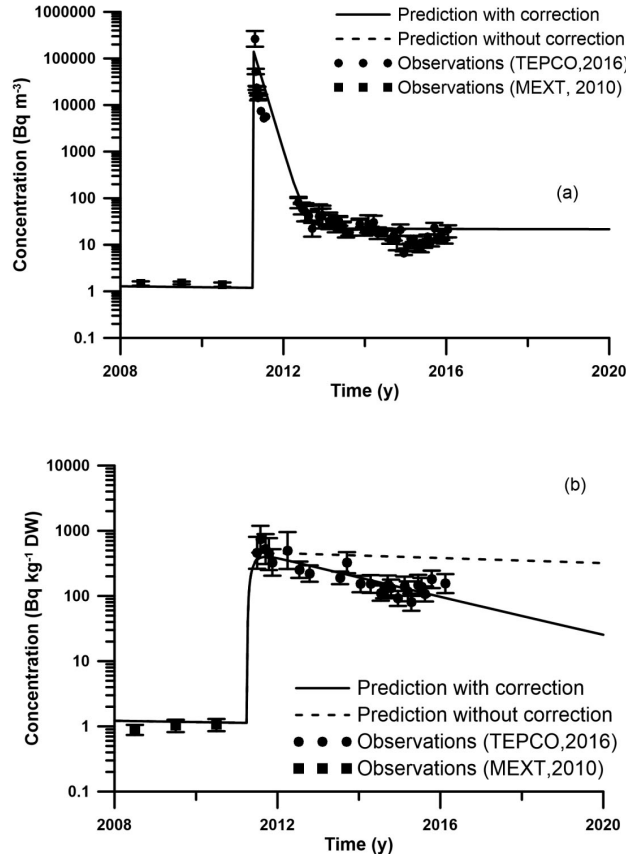 Prediction with correction
Prediction without correction
Observations (TEPCO,2016)
Observations (MEXT, 2010)
(a)
Concentration (Bq m⁻³)
1000000
100000
10000
1000
100
10
1
0.1
2008 2012 2016 2020
Time (y)
(b)
Concentration (Bq kg⁻¹ DW)
10000
1000
100
10
1
0.1
Prediction with correction
Prediction without correction
Observations (TEPCO,2016)
Observations (MEXT,2010)
2008 2012 2016 2020
Time (y)